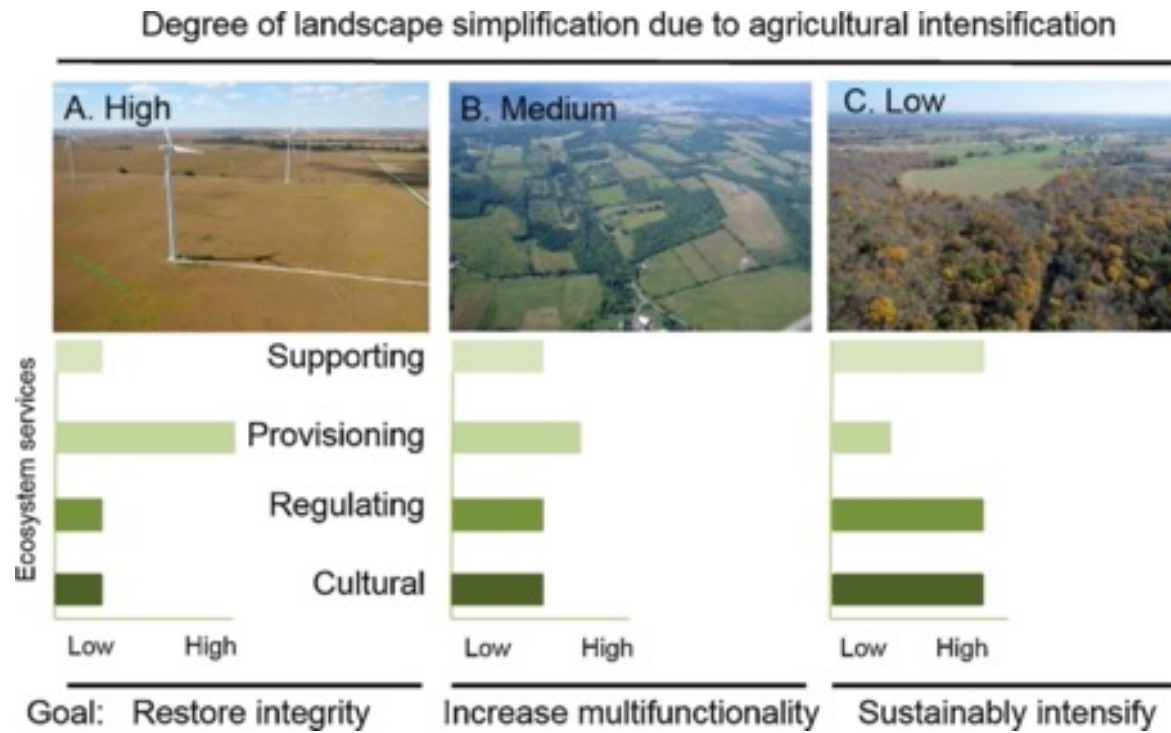 Degree of landscape simplification due to agricultural intensification
A. High
B. Medium
C. Low
Ecosystem services
Supporting
Provisioning
Regulating
Cultural
Low High
Low High
Low High
Goal: Restore integrity
Increase multifunctionality
Sustainably intensify